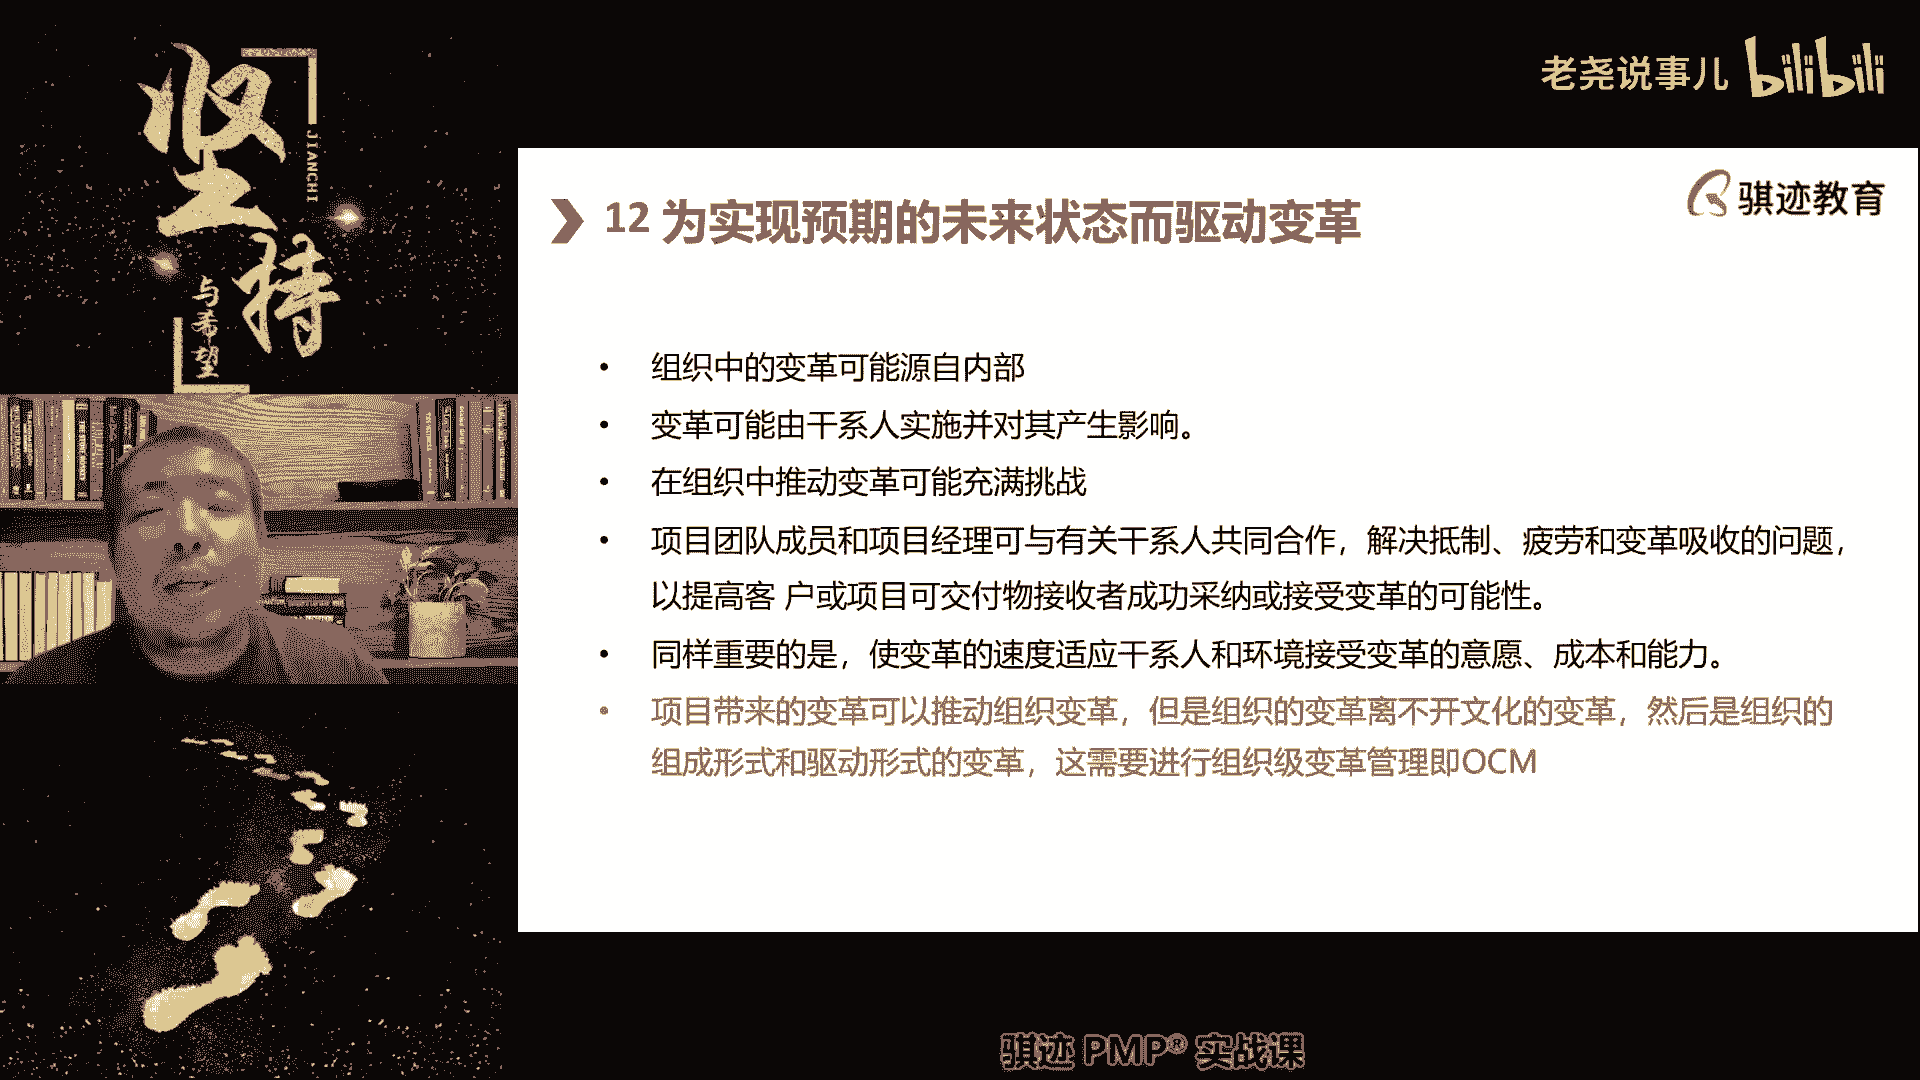 坚持
JIANCHI
与希望
老尧说事儿 bilibili
骐迹教育
12 为实现预期的未来状态而驱动变革
• 组织中的变革可能源自内部
• 变革可能由干系人实施并对其产生影响。
• 在组织中推动变革可能充满挑战
• 项目团队成员和项目经理可与有关干系人共同合作，解决抵制、疲劳和变革吸收的问题，
以提高客 户或项目可交付物接收者成功采纳或接受变革的可能性。
• 同样重要的是，使变革的速度适应干系人和环境接受变革的意愿、成本和能力。
• 项目带来的变革可以推动组织变革，但是组织的变革离不开文化的变革，然后是组织的
组成形式和驱动形式的变革，这需要进行组织级变革管理即OCM
骐迹 PMP® 实战课